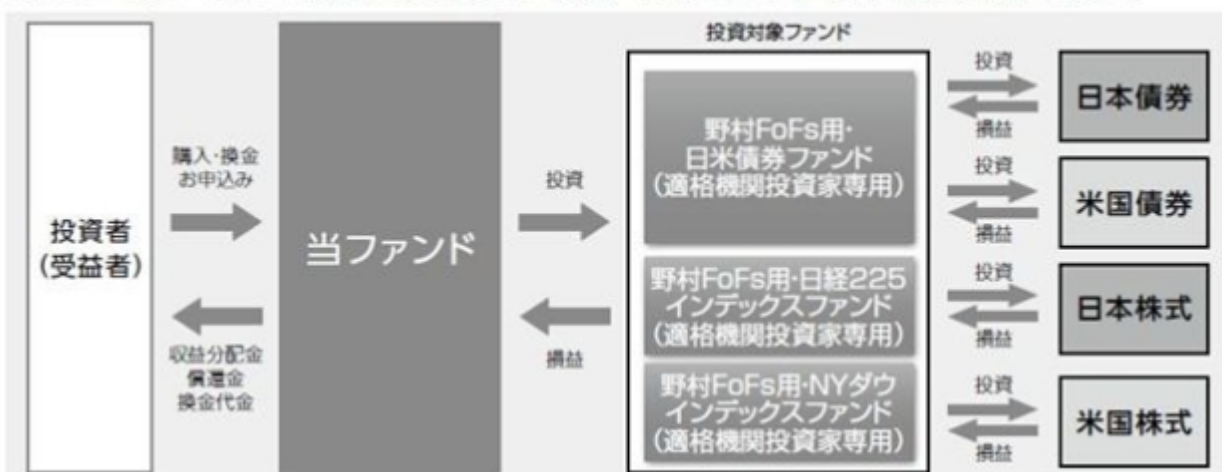 投資対象ファンド
投資者
(受益者)
購入・換金
お申込み
収益分配金
償還金
換金代金
当ファンド
投資
損益
野村FoFs用・
日米債券ファンド
(適格機関投資家専用)
野村FoFs用・日経225
インデックスファンド
(適格機関投資家専用)
野村FoFs用・NYダウ
インデックスファンド
(適格機関投資家専用)
投資
損益
日本債券
投資
損益
米国債券
投資
損益
日本株式
投資
損益
米国株式